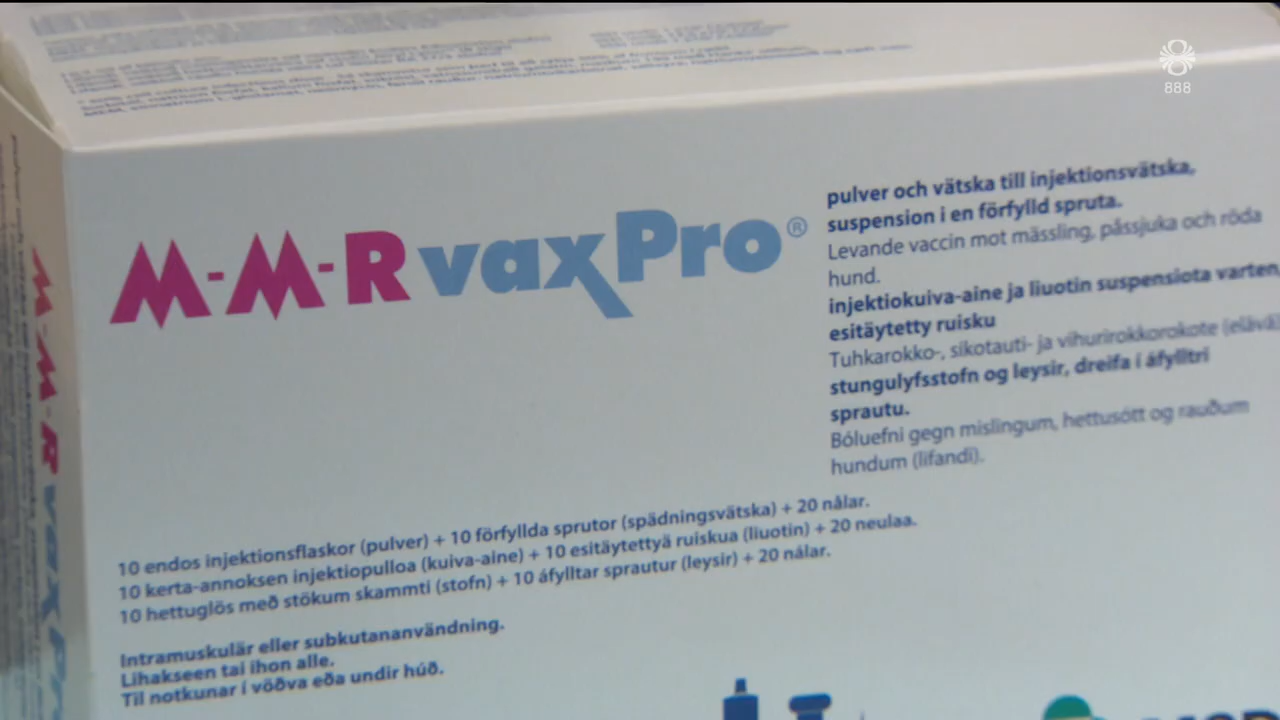 888
M-M-R vaxPro®
pulver och vätska till injektionsvätska,
suspension i en förfylld spruta.
Levande vaccin mot mässling, påssjuka och röda
hund.
injektiokuiva-aine ja liuotin suspensiota varten,
esitäytetty ruisku
Tuhkarokko-, sikotauti- ja vihurirokkorokote (elävä)
stungulyfsstofn og leysir, dreifa í áfylltri
sprautu.
Bóluefni gegn mislingum, hettusótt og rauðum
hundum (lifandi).
10 endos injektionsflaskor (pulver) + 10 förfyllda sprutor (spädningsvätska) + 20 nålar.
10 kerta-annoksen injektiopulloa (kuiva-aine) + 10 esitäytettyä ruiskua (liuotin) + 20 neulaa.
10 hettuglös með stökum skammti (stofn) + 10 áfylltar sprautur (leysir) + 20 nálar.
Intramuskulär eller subkutananvändning.
Lihakseen tai ihon alle.
Til notkunar í vöðva eða undir húð.
M-M-R vaxPr